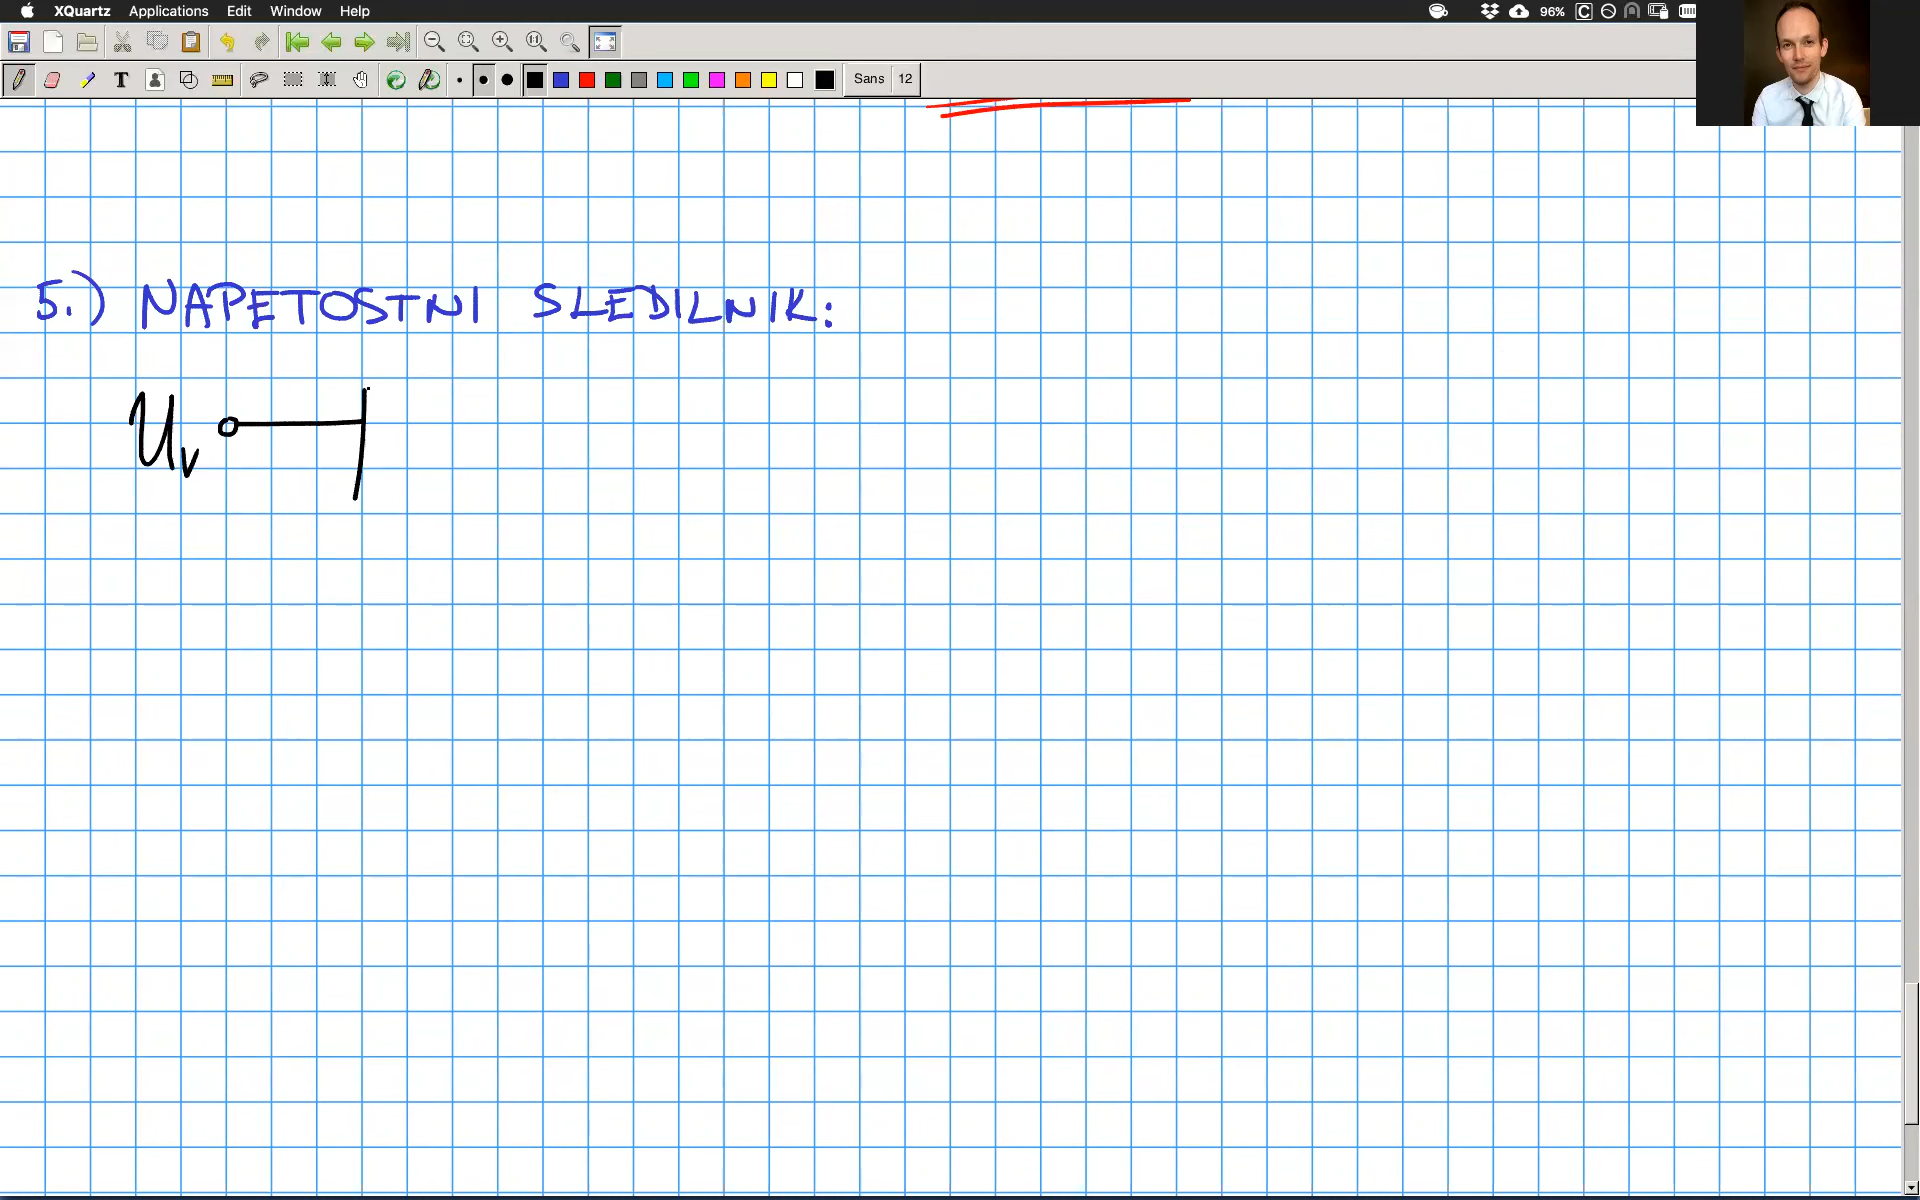 XQuartz Applications Edit Window Help 96%
Sans 12
5.) NAPETOSTNI SLEDILNIK:
Uv